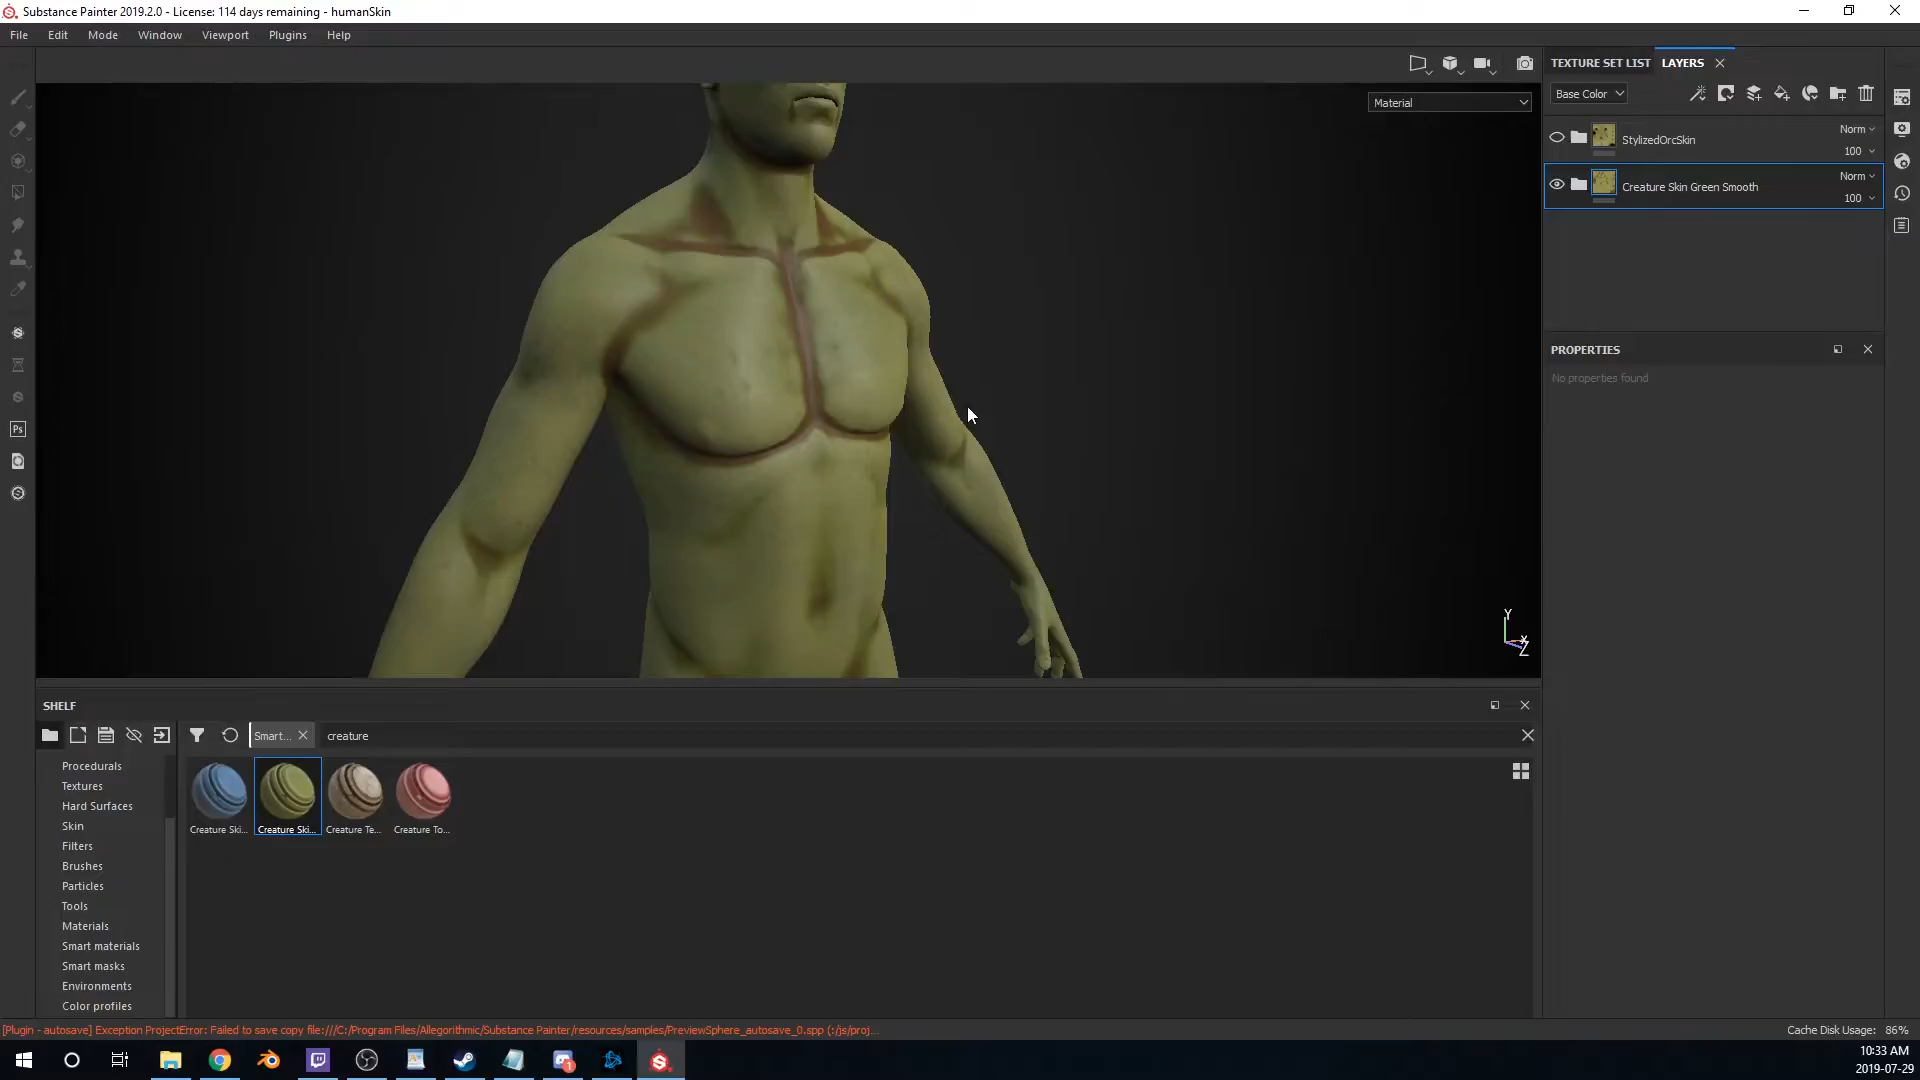 Substance Painter 2019.2.0 - License: 114 days remaining - humanSkin
File Edit Mode Window Viewport Plugins Help
TEXTURE SET LIST LAYERS
Base Color
Material
StylizedOrcSkin
Norm
100
Creature Skin Green Smooth
Norm
100
PROPERTIES
No properties found
Ps
Y
X
Z
SHELF
Smart... creature
Procedurals
Textures
Hard Surfaces
Skin
Filters
Brushes
Particles
Tools
Materials
Smart materials
Smart masks
Environments
Color profiles
Creature Ski... Creature Ski... Creature Te... Creature To...
[Plugin - autosave] Exception ProjectError: Failed to save copy file:///C:/Program Files/Allegorithmic/Substance Painter/resources/samples/PreviewSphere_autosave_0.spp (:/js/proj...
Cache Disk Usage: 86%
1
10:33 AM
2019-07-29